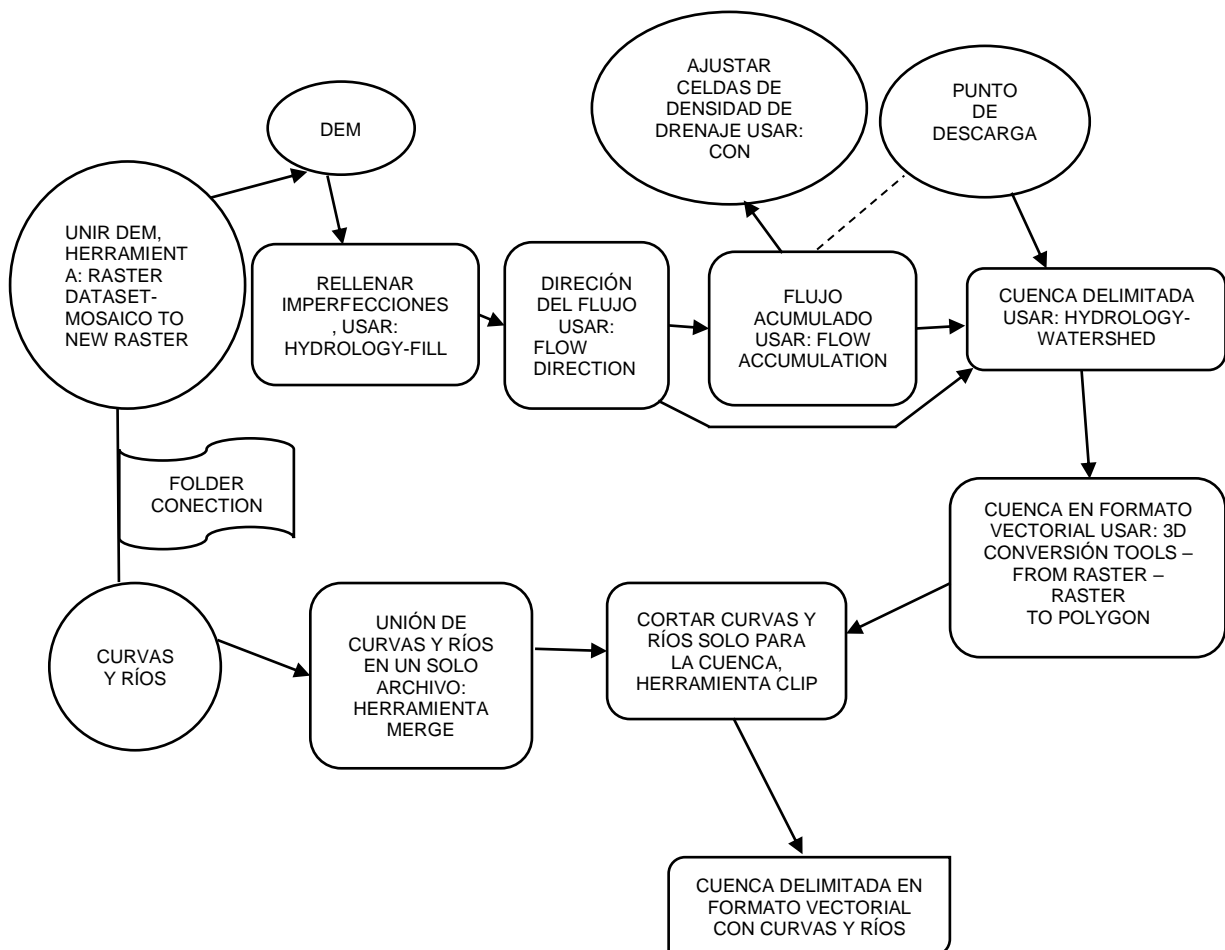 AJUSTAR
CELDAS DE
DENSIDAD DE
DRENAJE USAR:
CON
PUNTO
DE
DESCARGA
DEM
UNIR DEM,
HERRAMIENT
A: RASTER
DATASET-
MOSAICO TO
NEW RASTER
RELLENAR
IMPERFECCIONES
, USAR:
HYDROLOGY-FILL
DIRECIÓN
DEL FLUJO
USAR:
FLOW
DIRECTION
FLUJO
ACUMULADO
USAR: FLOW
ACCUMULATION
CUENCA DELIMITADA
USAR: HYDROLOGY-
WATERSHED
FOLDER
CONECTION
CUENCA EN FORMATO
VECTORIAL USAR: 3D
CONVERSIÓN TOOLS –
FROM RASTER –
RASTER
TO POLYGON
CURVAS
Y RÍOS
UNIÓN DE
CURVAS Y RÍOS
EN UN SOLO
ARCHIVO:
HERRAMIENTA
MERGE
CORTAR CURVAS Y
RÍOS SOLO PARA
LA CUENCA,
HERRAMIENTA CLIP
CUENCA DELIMITADA EN
FORMATO VECTORIAL
CON CURVAS Y RÍOS